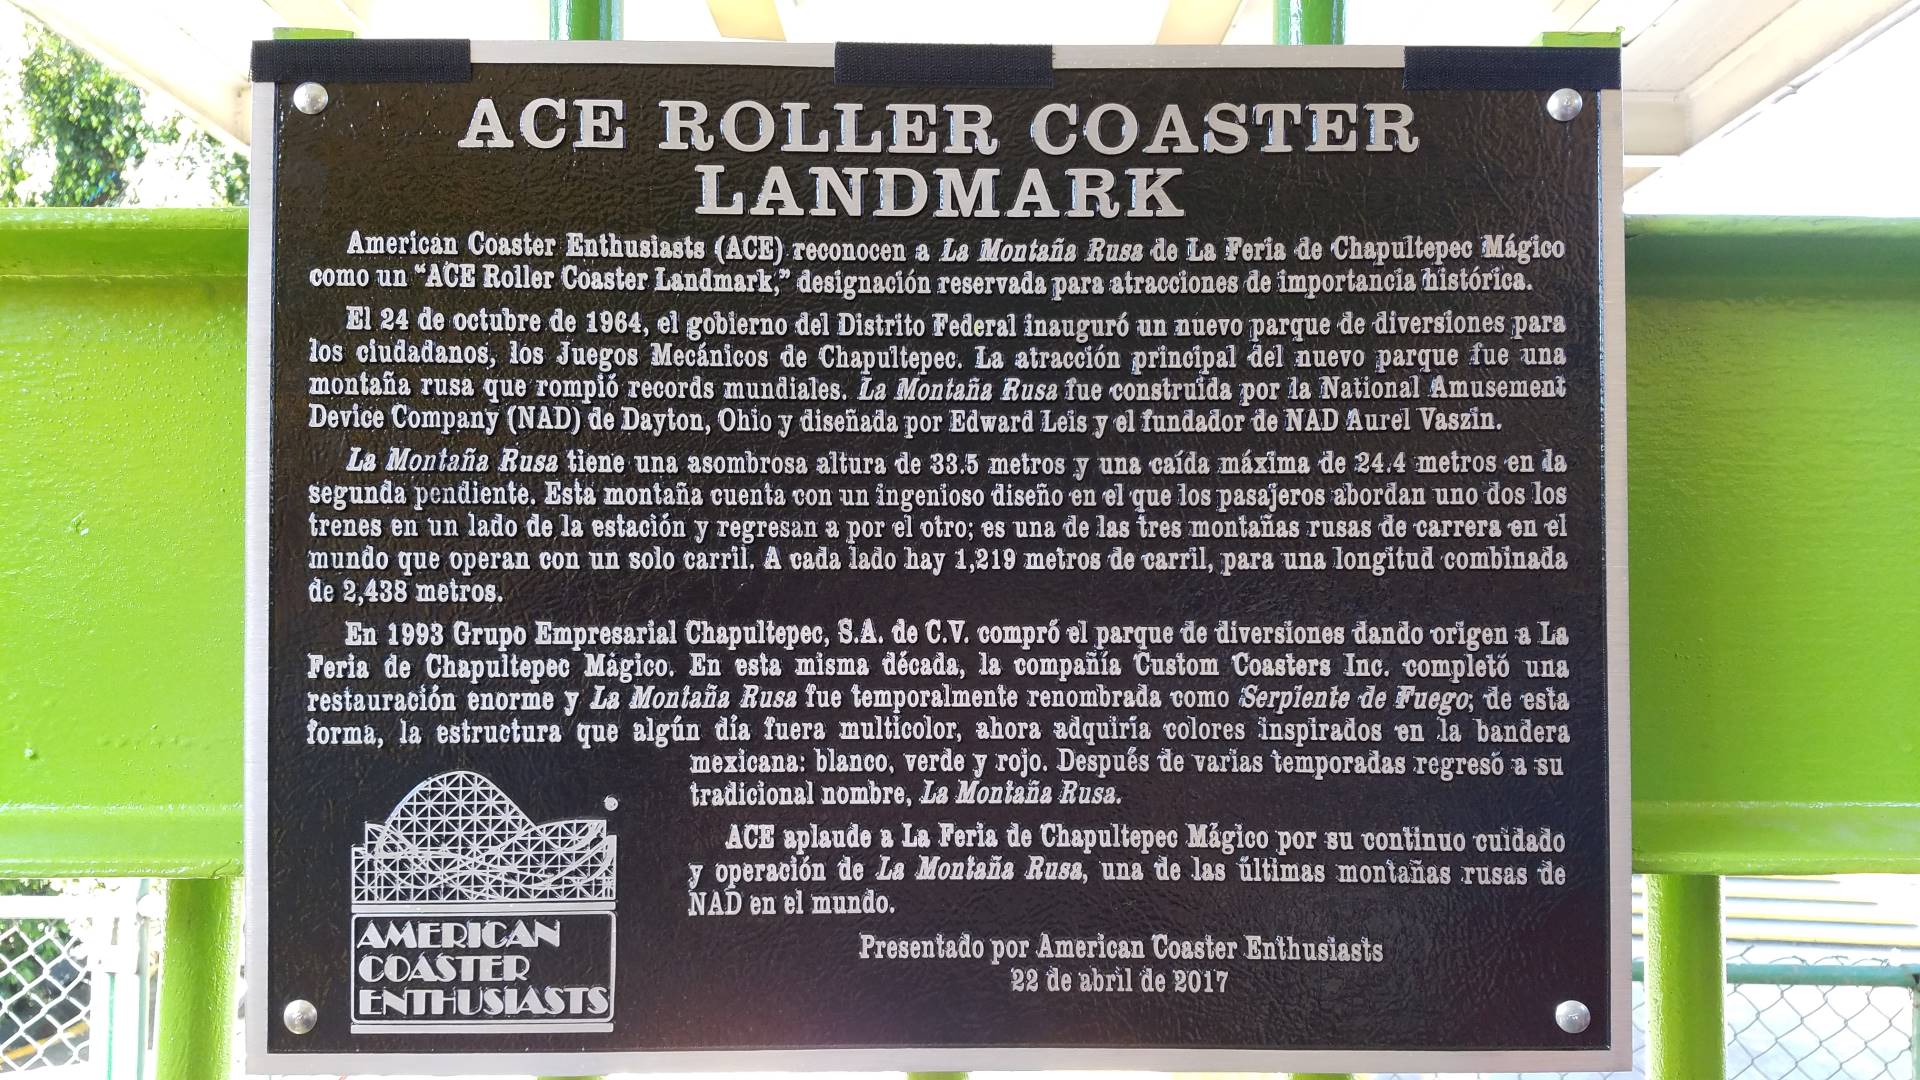 ACE ROLLER COASTER
LANDMARK
American Coaster Enthusiasts (ACE) reconocen a La Montaña Rusa de La Feria de Chapultepec Mágico
como un “ACE Roller Coaster Landmark,” designación reservada para atracciones de importancia histórica.
El 24 de octubre de 1964, el gobierno del Distrito Federal inauguró un nuevo parque de diversiones para
los ciudadanos, los Juegos Mecánicos de Chapultepec. La atracción principal del nuevo parque fue una
montaña rusa que rompió records mundiales. La Montaña Rusa fue construida por la National Amusement
Device Company (NAD) de Dayton, Ohio y diseñada por Edward Leis y el fundador de NAD Aurel Vaszin.
La Montaña Rusa tiene una asombrosa altura de 33.5 metros y una caída máxima de 24.4 metros en la
segunda pendiente. Esta montaña cuenta con un ingenioso diseño en el que los pasajeros abordan uno dos los
trenes en un lado de la estación y regresan a por el otro; es una de las tres montañas rusas de carrera en el
mundo que operan con un solo carril. A cada lado hay 1,219 metros de carril, para una longitud combinada
de 2,438 metros.
En 1993 Grupo Empresarial Chapultepec, S.A. de C.V. compró el parque de diversiones dando origen a La
Feria de Chapultepec Mágico. En esta misma década, la compañía Custom Coasters Inc. completó una
restauración enorme y La Montaña Rusa fue temporalmente renombrada como Serpiente de Fuego; de esta
forma, la estructura que algún día fuera multicolor, ahora adquiría colores inspirados en la bandera
mexicana: blanco, verde y rojo. Después de varias temporadas regresó a su
tradicional nombre, La Montaña Rusa.
ACE aplaude a La Feria de Chapultepec Mágico por su continuo cuidado
y operación de La Montaña Rusa, una de las últimas montañas rusas de
NAD en el mundo.
Presentado por American Coaster Enthusiasts
22 de abril de 2017
AMERICAN
COASTER
ENTHUSIASTS